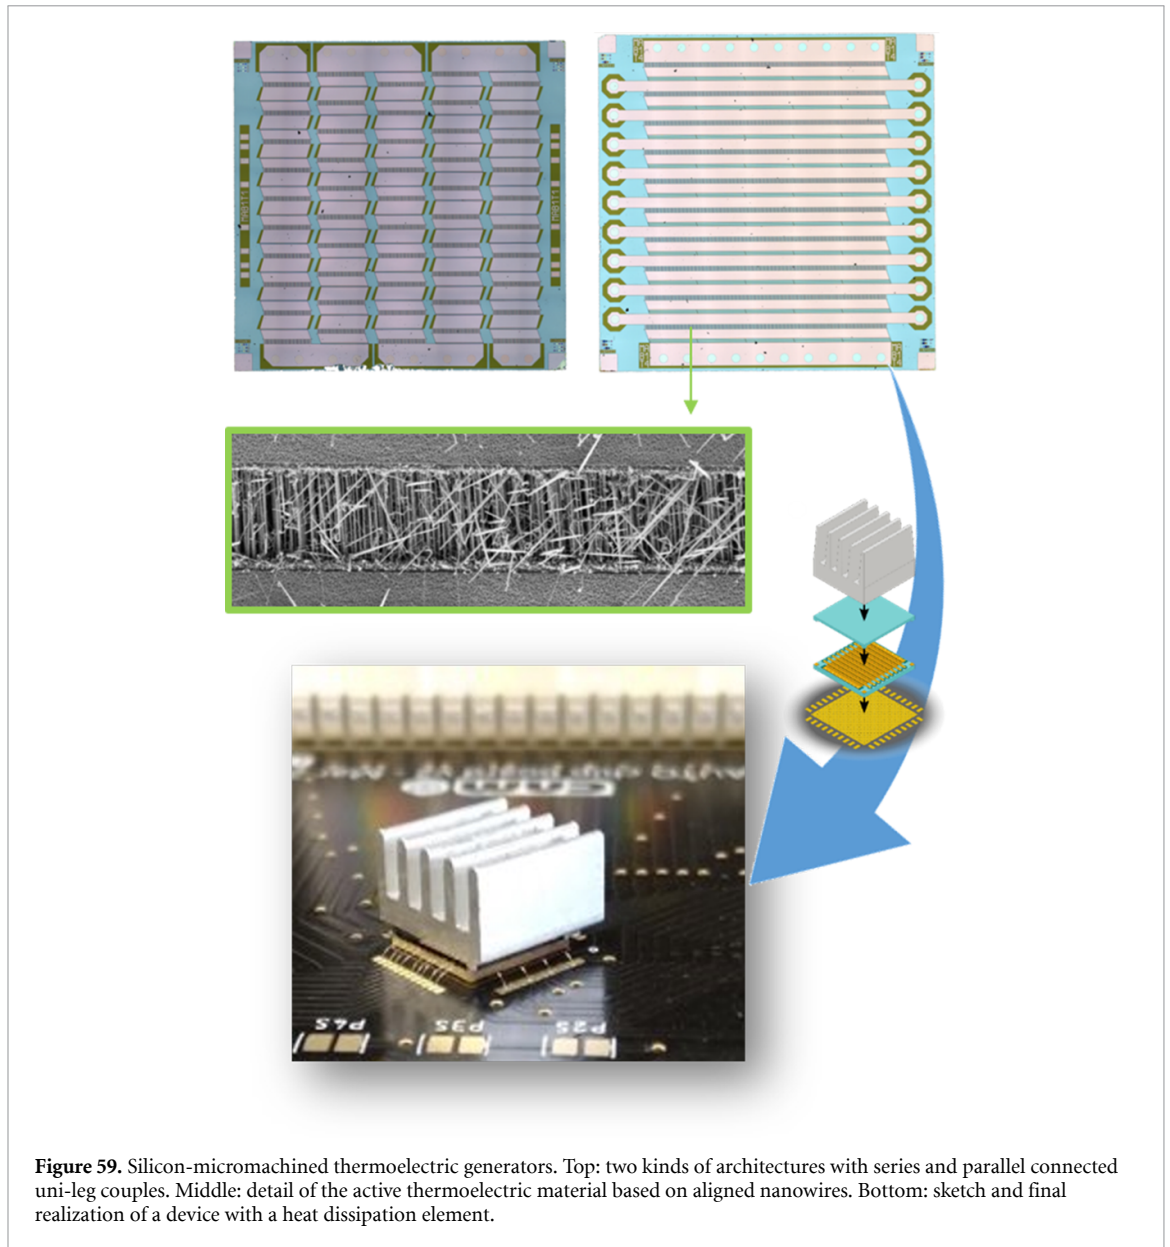 P4S
P3S
P2S
Figure 59. Silicon-micromachined thermoelectric generators. Top: two kinds of architectures with series and parallel connected
uni-leg couples. Middle: detail of the active thermoelectric material based on aligned nanowires. Bottom: sketch and final
realization of a device with a heat dissipation element.